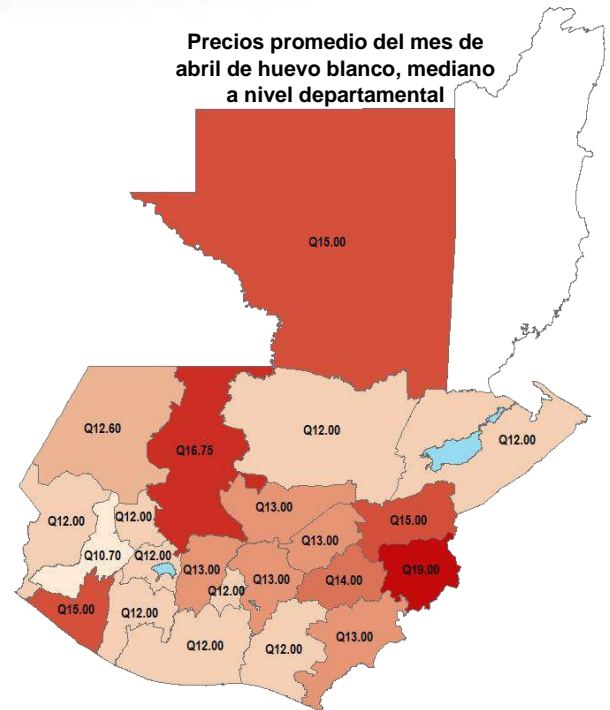 Precios promedio del mes de
abril de huevo blanco, mediano
a nivel departamental
Q15.00
Q12.60
Q16.75
Q12.00
Q12.00
Q12.00
Q12.00
Q13.00
Q15.00
Q13.00
Q10.70
Q12.00
Q13.00
Q13.00
Q14.00
Q19.00
Q12.00
Q15.00
Q12.00
Q12.00
Q12.00
Q13.00